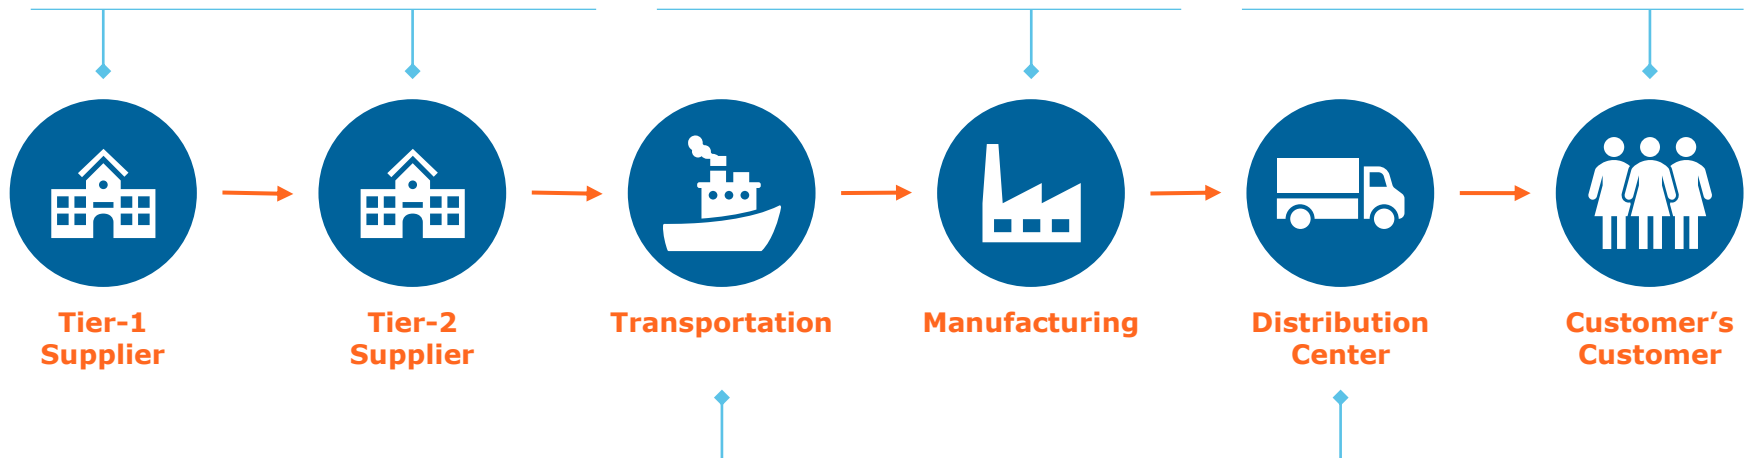 Tier-1
Supplier
Tier-2
Supplier
Transportation
Manufacturing
Distribution
Center
Customer’s
Customer